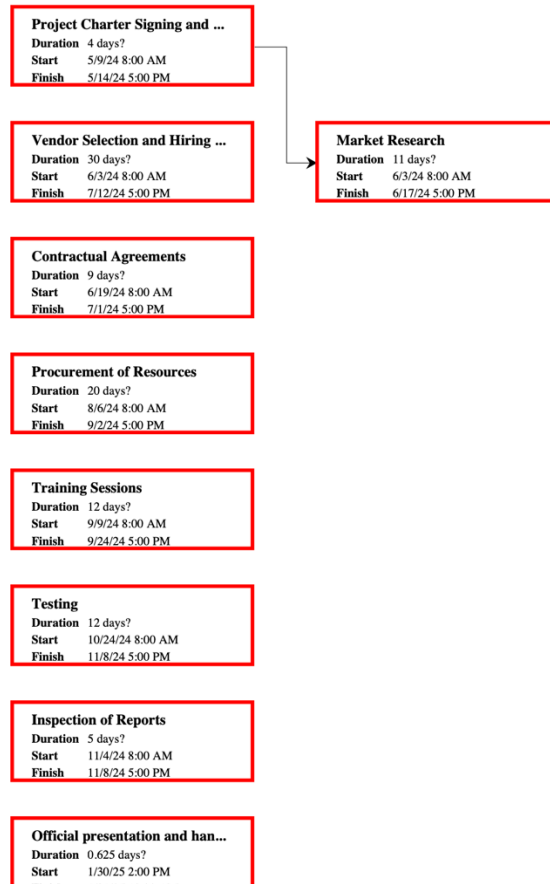 Project Charter Signing and ...
Duration 4 days?
Start 5/9/24 8:00 AM
Finish 5/14/24 5:00 PM
Vendor Selection and Hiring ...
Duration 30 days?
Start 6/3/24 8:00 AM
Finish 7/12/24 5:00 PM
Market Research
Duration 11 days?
Start 6/3/24 8:00 AM
Finish 6/17/24 5:00 PM
Contractual Agreements
Duration 9 days?
Start 6/19/24 8:00 AM
Finish 7/1/24 5:00 PM
Procurement of Resources
Duration 20 days?
Start 8/6/24 8:00 AM
Finish 9/2/24 5:00 PM
Training Sessions
Duration 12 days?
Start 9/9/24 8:00 AM
Finish 9/24/24 5:00 PM
Testing
Duration 12 days?
Start 10/24/24 8:00 AM
Finish 11/8/24 5:00 PM
Inspection of Reports
Duration 5 days?
Start 11/4/24 8:00 AM
Finish 11/8/24 5:00 PM
Official presentation and han...
Duration 0.625 days?
Start 1/30/25 2:00 PM